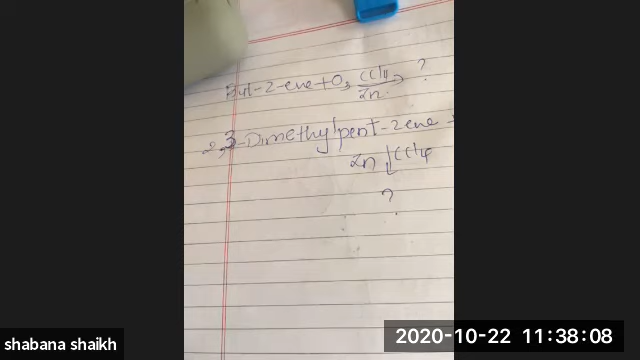 But-2-ene + O3 CCl4 ?
Zn
2,3-Dimethylpent-2ene +
Zn CCl4
?
shabana shaikh
2020-10-22 11:38:08